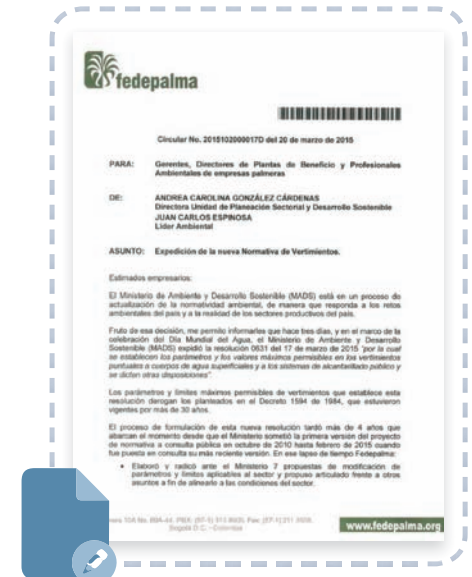 fedepalma
Circular No. 2015102000017D del 20 de marzo de 2015
PARA: Gerentes, Directores de Plantas de Beneficio y Profesionales
Ambientales de empresas palmeras
DE: ANDREA CAROLINA GONZÁLEZ CÁRDENAS
Directora Unidad de Planeación Sectorial y Desarrollo Sostenible
JUAN CARLOS ESPINOSA
Líder Ambiental
ASUNTO: Expedición de la nueva Normativa de Vertimientos.
Estimados empresarios:
El Ministerio de Ambiente y Desarrollo Sostenible (MADS) está en un proceso de
actualización de la normatividad ambiental, de manera que responda a los retos
ambientales del país y a la realidad de los sectores productivos del país.
Fruto de esa decisión, me permito informarles que hace tres días, y en el marco de la
celebración del Día Mundial del Agua, el Ministerio de Ambiente y Desarrollo
Sostenible (MADS) expidió la resolución 0631 del 17 de marzo de 2015 "por la cual
se establecen los parámetros y los valores máximos permisibles en los vertimientos
puntuales a cuerpos de agua superficiales y a los sistemas de alcantarillado público y
se dictan otras disposiciones".
Los parámetros y límites máximos permisibles de vertimientos que establece esta
resolución derogan los planteados en el Decreto 1594 de 1984, que estuvieron
vigentes por más de 30 años.
El proceso de formulación de esta nueva resolución tardó más de 4 años que
abarcan el momento desde que el Ministerio sometió la primera versión del proyecto
de normativa a consulta pública en octubre de 2010 hasta febrero de 2015 cuando
fue puesta en consulta su más reciente versión. En ese lapso de tiempo Fedepalma:
• Elaboró y radicó ante el Ministerio 7 propuestas de modificación de
parámetros y límites aplicables al sector y propuso articulado frente a otros
asuntos a fin de alinearlo a las condiciones del sector.
Bogotá D.C. - Colombia
www.fedepalma.org